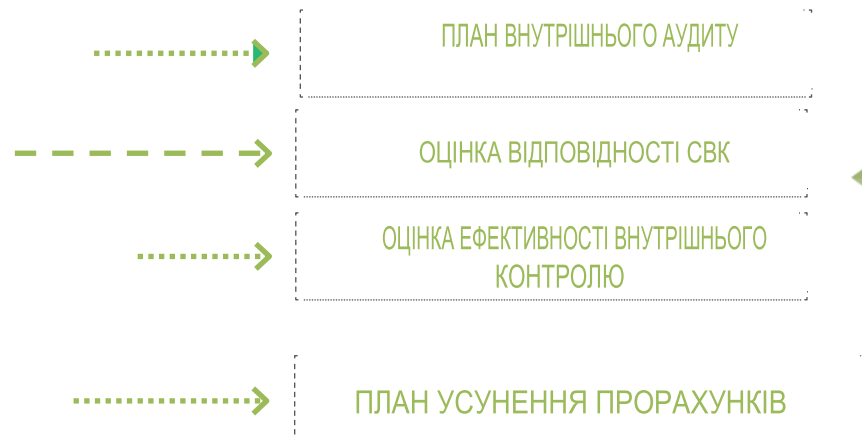 ПЛАН ВНУТРІШНЬОГО АУДИТУ
ОЦІНКА ВІДПОВІДНОСТІ СВК
ОЦІНКА ЕФЕКТИВНОСТІ ВНУТРІШНЬОГО
КОНТРОЛЮ
ПЛАН УСУНЕННЯ ПРОРАХУНКІВ